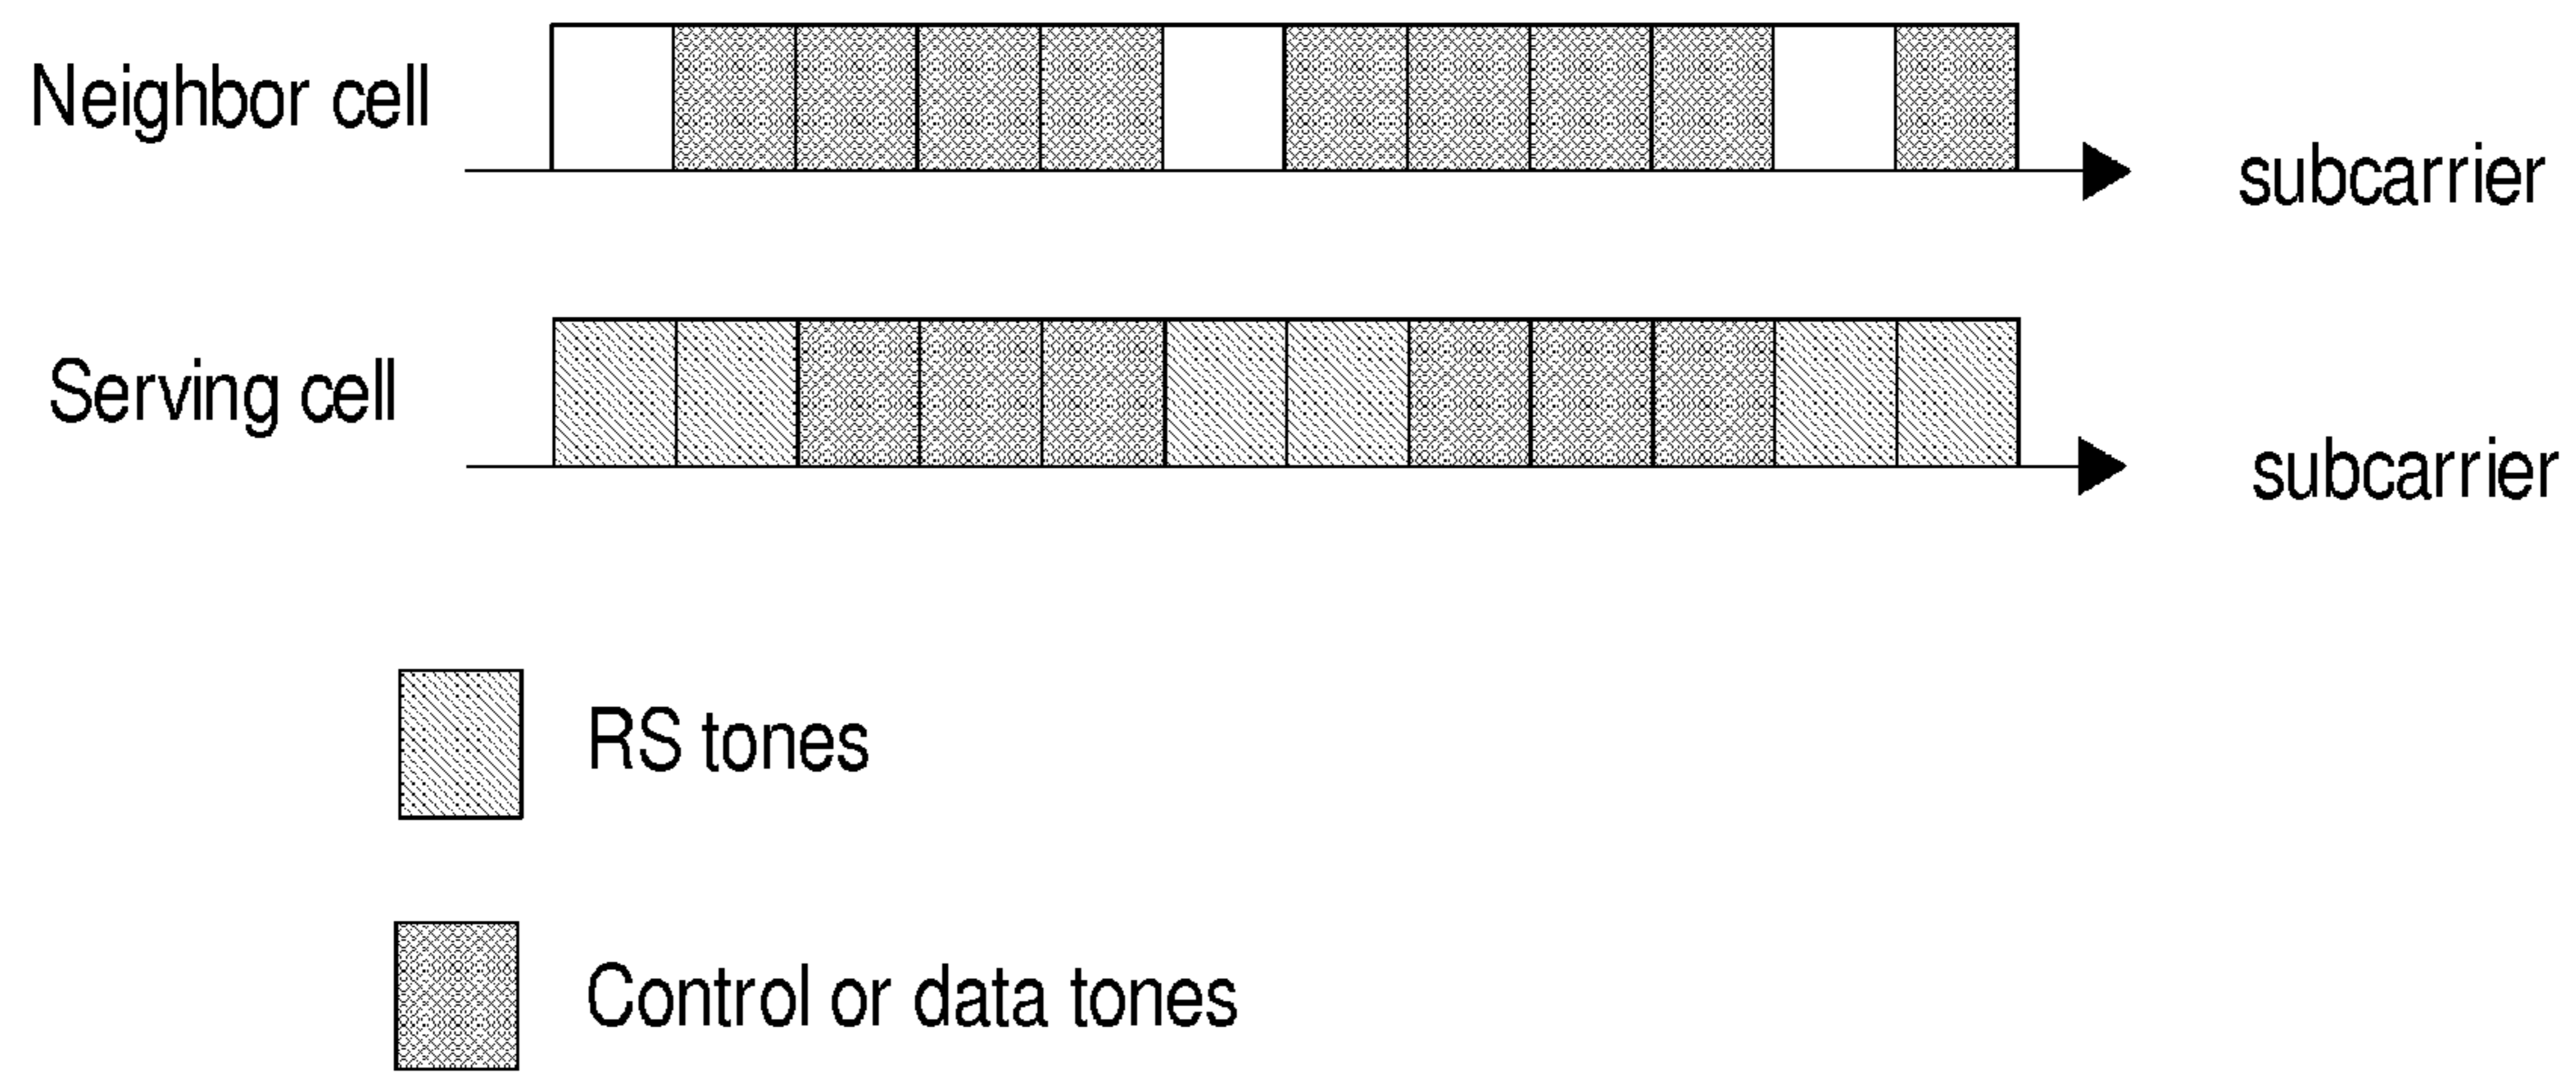 Neighbor cell
subcarrier
Serving cell
subcarrier
RS tones
Control or data tones